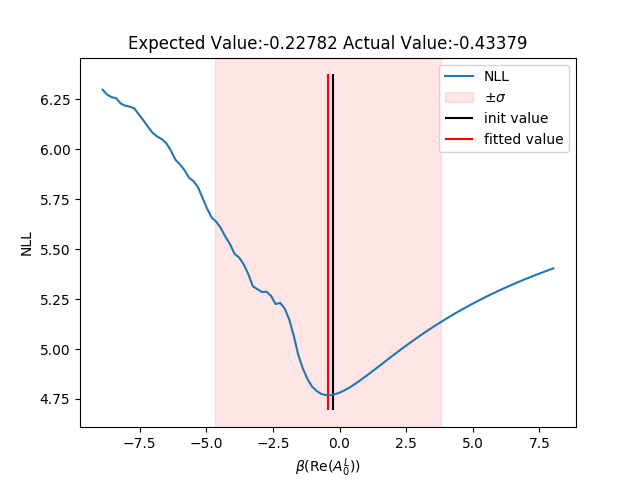 Expected Value:-0.22782 Actual Value:-0.43379
NLL
±σ
init value
fitted value
6.25
6.00
5.75
5.50
5.25
5.00
4.75
NLL
−7.5 −5.0 −2.5 0.0 2.5 5.0 7.5
β(Re(A₀ᴸ))